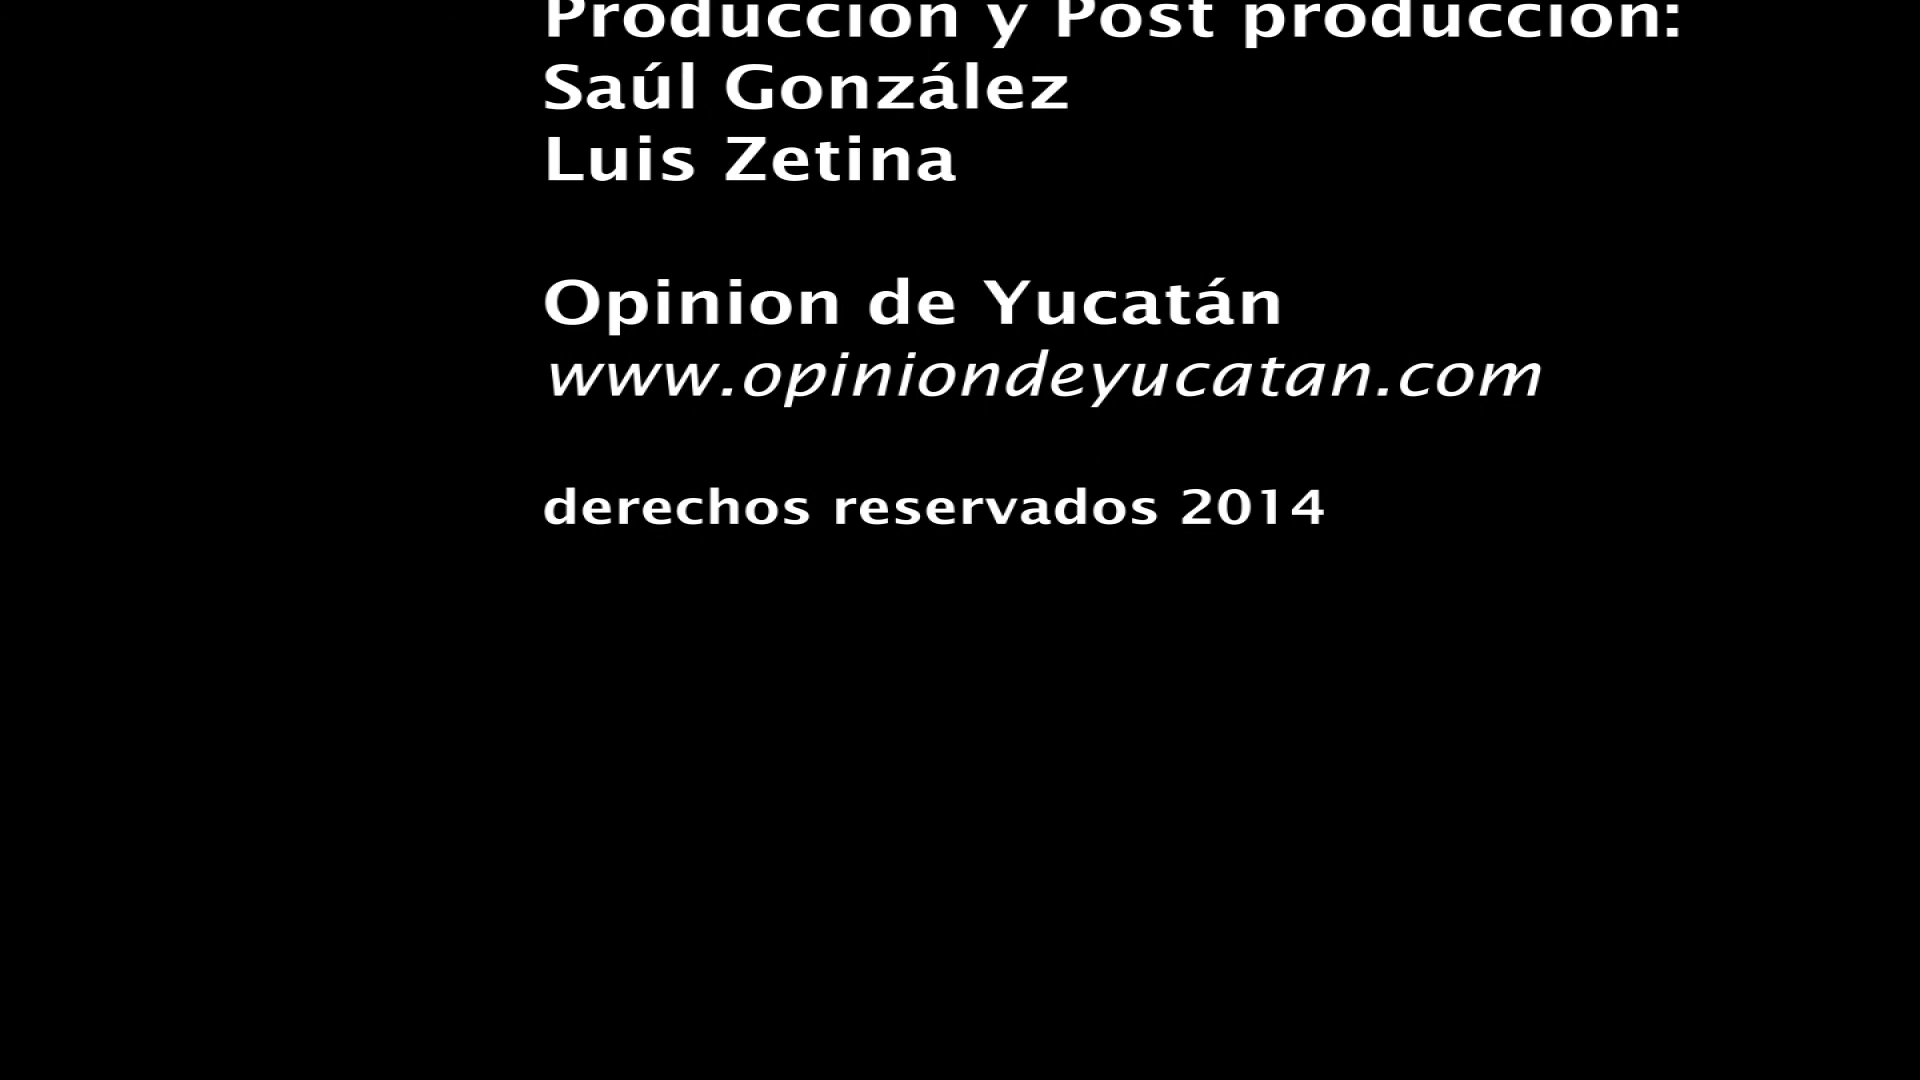 Producción y Post producción:
Saúl González
Luis Zetina
Opinion de Yucatán
www.opiniondeyucatan.com
derechos reservados 2014